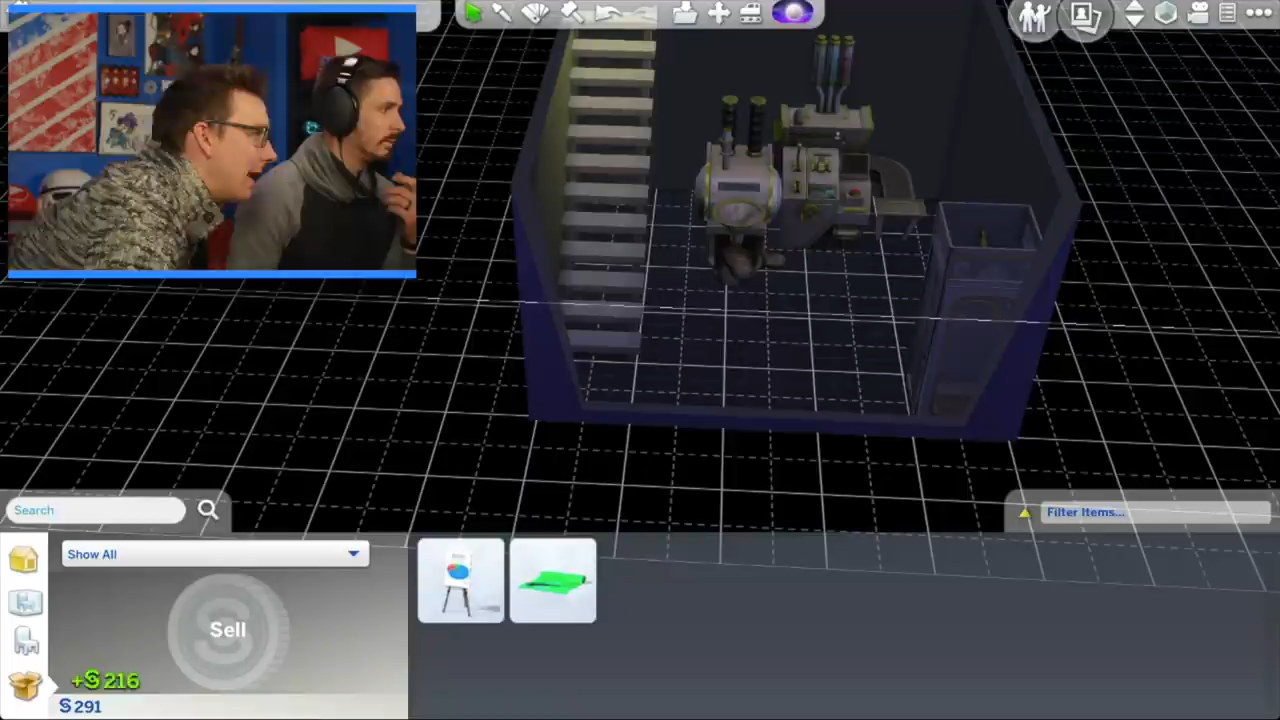 Search
Filter Items...
Show All
Sell
+S 216
S 291